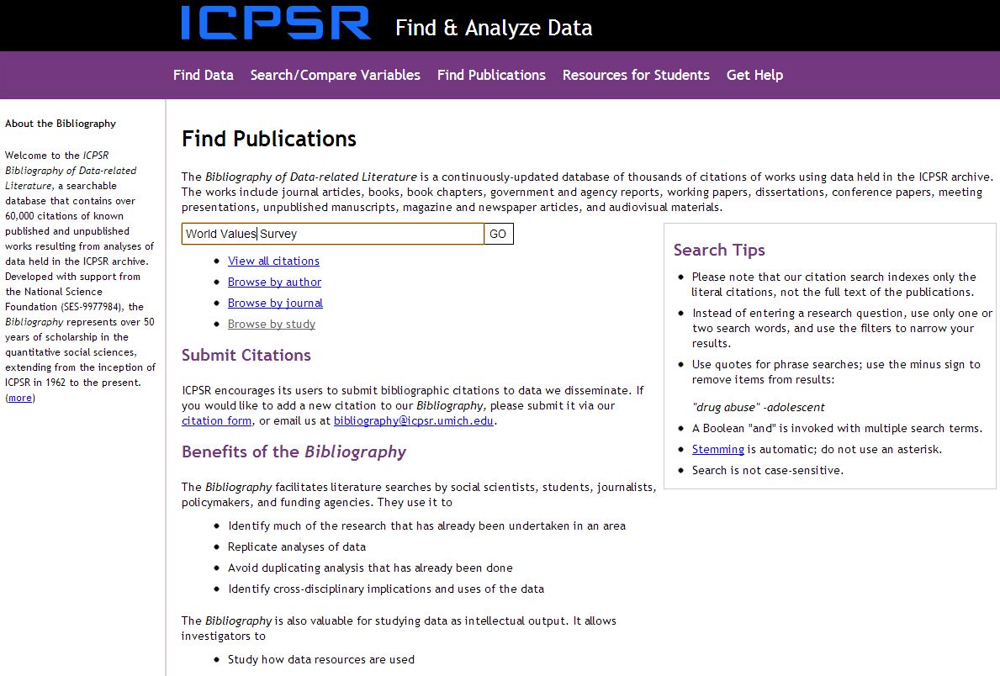 ICPSR Find & Analyze Data
Find Data Search/Compare Variables Find Publications Resources for Students Get Help
About the Bibliography
Welcome to the ICPSR
Bibliography of Data-related
Literature, a searchable
database that contains over
60,000 citations of known
published and unpublished
works resulting from analyses of
data held in the ICPSR archive.
Developed with support from
the National Science
Foundation (SES-9977984), the
Bibliography represents over 50
years of scholarship in the
quantitative social sciences,
extending from the inception of
ICPSR in 1962 to the present.
(more)
Find Publications
The Bibliography of Data-related Literature is a continuously-updated database of thousands of citations of works using data held in the ICPSR archive.
The works include journal articles, books, book chapters, government and agency reports, working papers, dissertations, conference papers, meeting
presentations, unpublished manuscripts, magazine and newspaper articles, and audiovisual materials.
World Values Survey GO
View all citations
Browse by author
Browse by journal
Browse by study
Submit Citations
ICPSR encourages its users to submit bibliographic citations to data we disseminate. If
you would like to add a new citation to our Bibliography, please submit it via our
citation form, or email us at bibliography@icpsr.umich.edu.
Benefits of the Bibliography
The Bibliography facilitates literature searches by social scientists, students, journalists,
policymakers, and funding agencies. They use it to
Identify much of the research that has already been undertaken in an area
Replicate analyses of data
Avoid duplicating analysis that has already been done
Identify cross-disciplinary implications and uses of the data
The Bibliography is also valuable for studying data as intellectual output. It allows
investigators to
Study how data resources are used
Search Tips
Please note that our citation search indexes only the
literal citations, not the full text of the publications.
Instead of entering a research question, use only one or
two search words, and use the filters to narrow your
results.
Use quotes for phrase searches; use the minus sign to
remove items from results:
"drug abuse" -adolescent
A Boolean "and" is invoked with multiple search terms.
Stemming is automatic; do not use an asterisk.
Search is not case-sensitive.